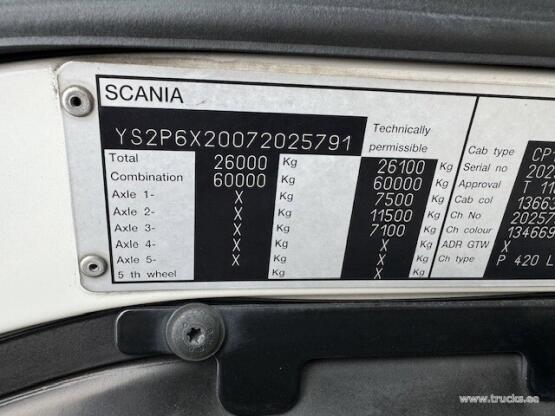 SCANIA
YS2P6X20072025791
Technically
permissible
Total 26000 Kg 26100 Kg
Combination 60000 Kg 60000 Kg
Axle 1- X Kg 7500 Kg
Axle 2- X Kg 11500 Kg
Axle 3- X Kg 7100 Kg
Axle 4- X Kg X Kg
Axle 5- X Kg X Kg
5 th wheel X Kg X Kg
Cab type
Serial no
Approval T
Cab col
Ch No
Ch colour
ADR GTW X
Ch type P 420 L
www.trucks.ee